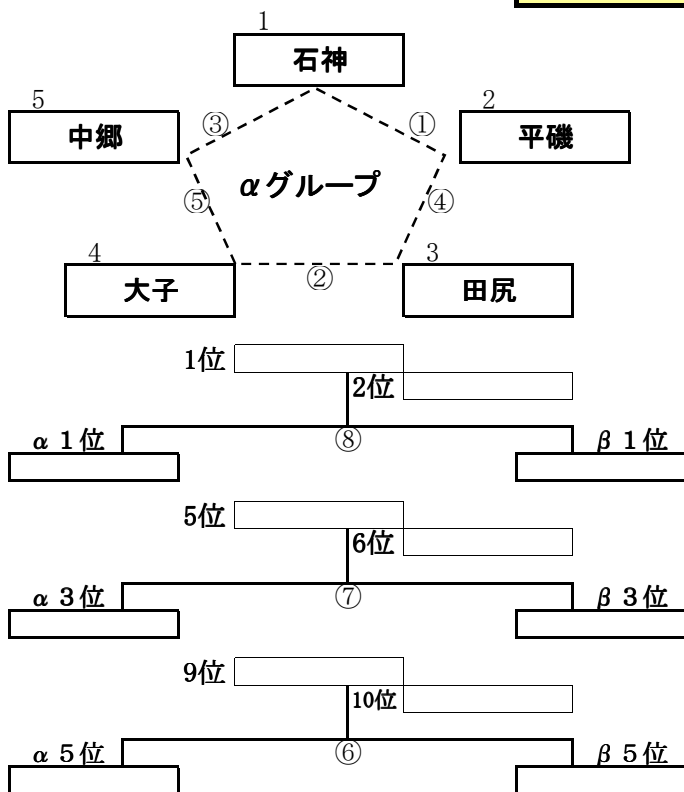 1
石神
5
2
中郷
③
①
平磯
αグループ
⑤
④
4
3
大子
②
田尻
1位
2位
α 1位
⑧
β 1位
5位
6位
α 3位
⑦
β 3位
9位
10位
α 5位
⑥
β 5位